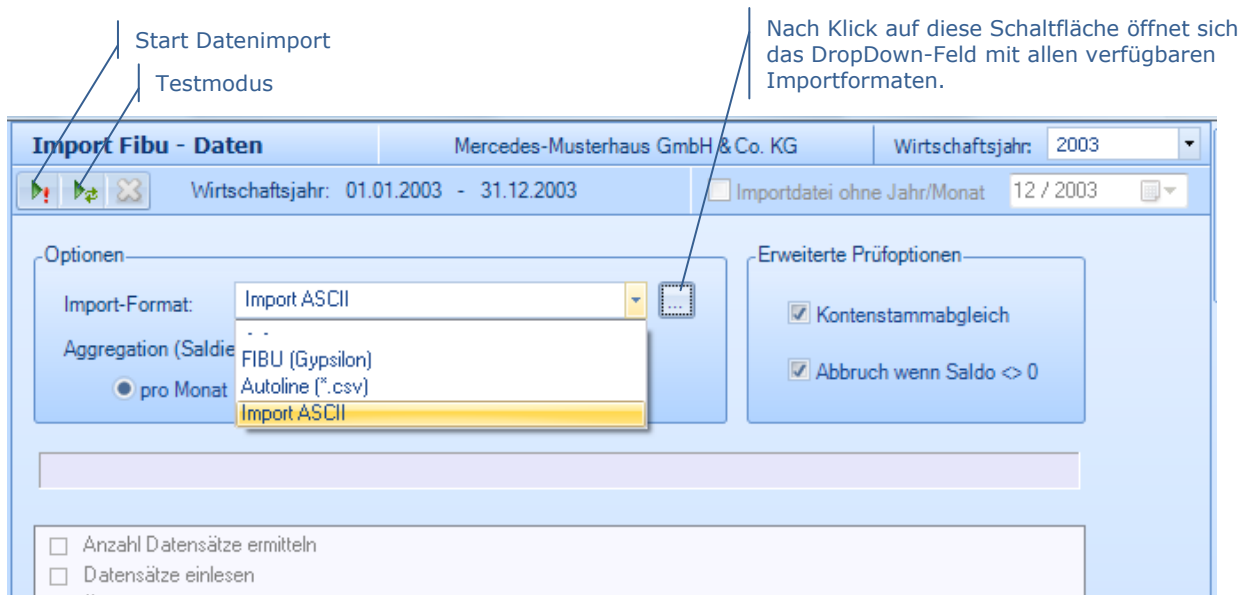 Start Datenimport
Testmodus
Nach Klick auf diese Schaltfläche öffnet sich
das DropDown-Feld mit allen verfügbaren
Importformaten.
Import Fibu - Daten
Mercedes-Musterhaus GmbH & Co. KG
Wirtschaftsjahr: 2003
Wirtschaftsjahr: 01.01.2003 - 31.12.2003
Importdatei ohne Jahr/Monat 12 / 2003
Optionen
Import-Format: Import ASCII ...
- -
Aggregation (Saldie
FIBU (Gypsilon)
pro Monat
Autoline (*.csv)
Import ASCII
Erweiterte Prüfoptionen
Kontenstammabgleich
Abbruch wenn Saldo <> 0
Anzahl Datensätze ermitteln
Datensätze einlesen